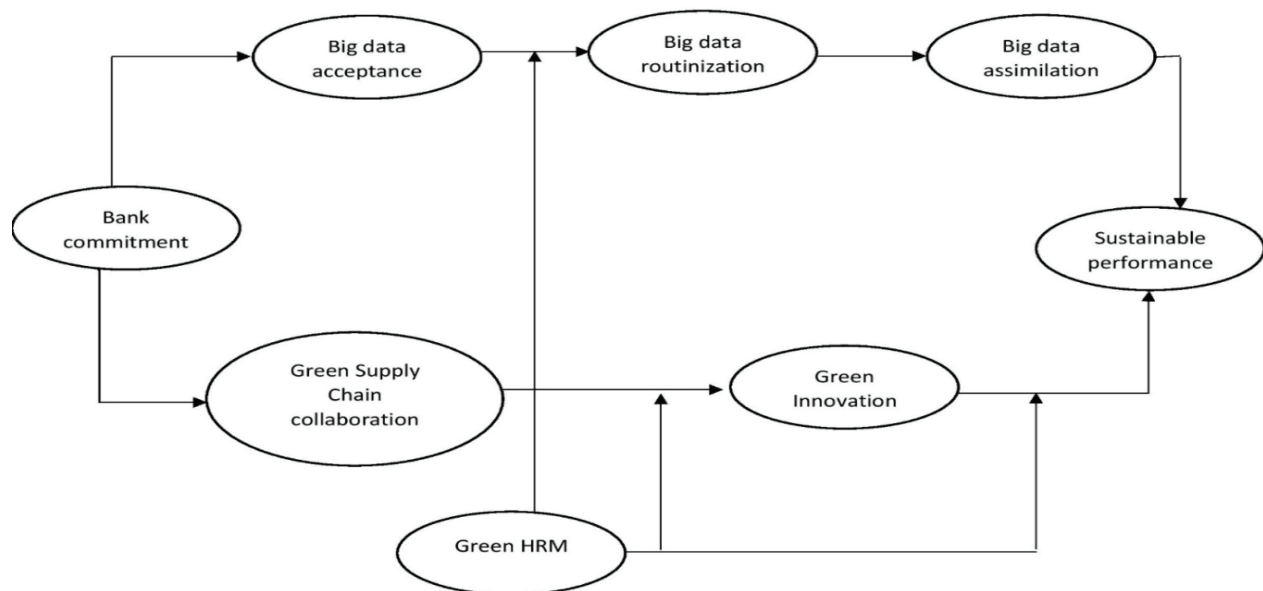 Big data
acceptance
Big data
routinization
Big data
assimilation
Bank
commitment
Sustainable
performance
Green Supply
Chain
collaboration
Green
Innovation
Green HRM